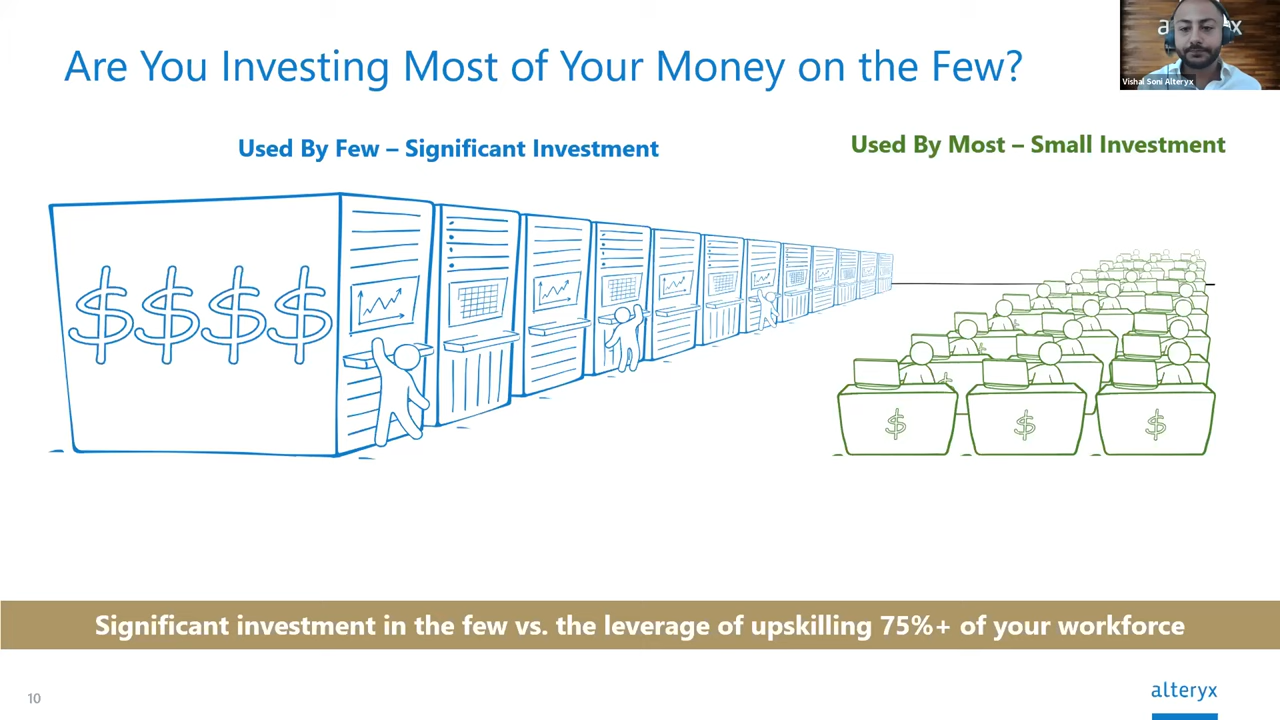 Are You Investing Most of Your Money on the Few?
Vishal Soni Alteryx
Used By Few – Significant Investment
Used By Most – Small Investment
$$$$
$ $ $
Significant investment in the few vs. the leverage of upskilling 75%+ of your workforce
10
alteryx